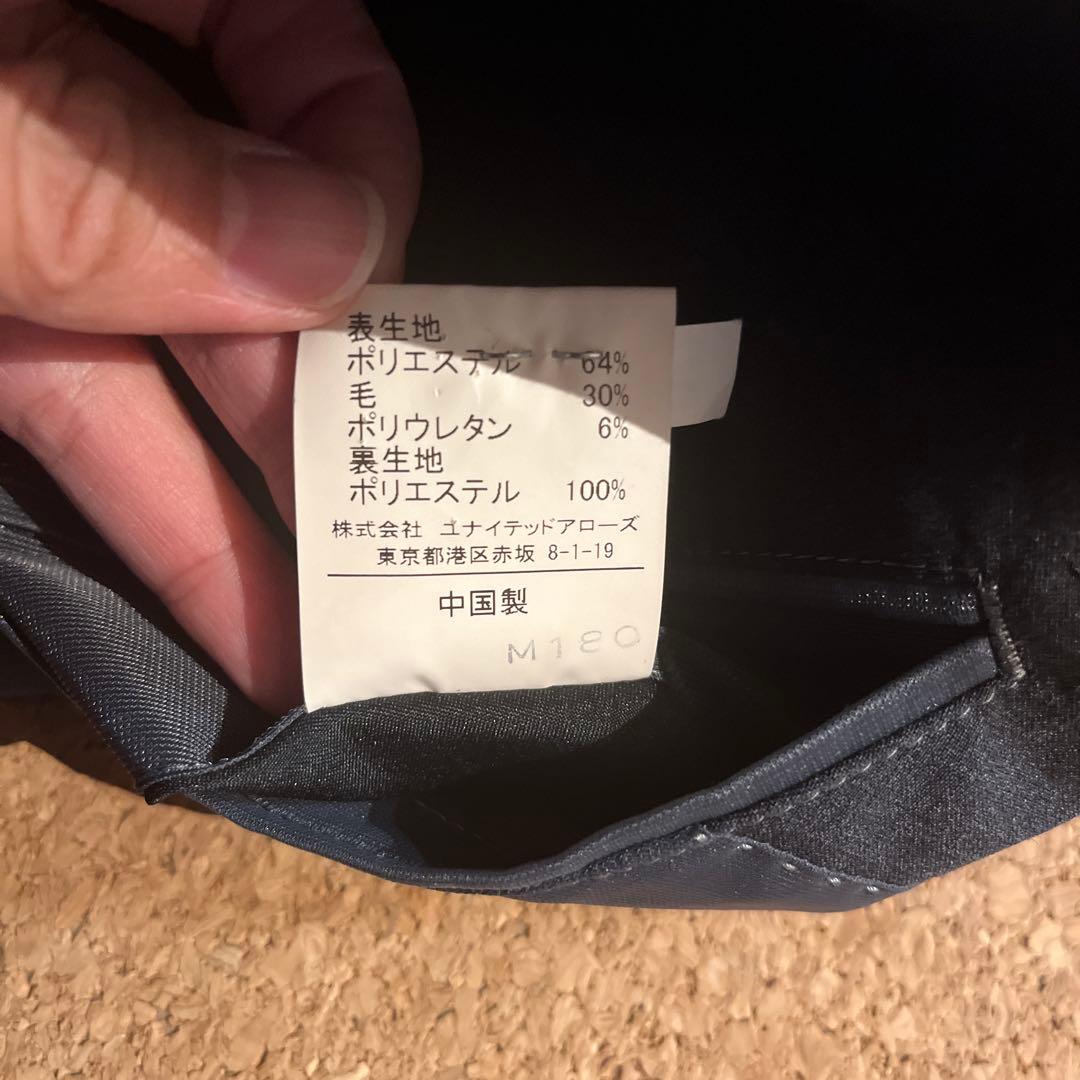 表生地
ポリエステル 64%
毛 30%
ポリウレタン 6%
裏生地
ポリエステル 100%
株式会社 ユナイテッドアローズ
東京都港区赤坂 8-1-19
中国製
M180